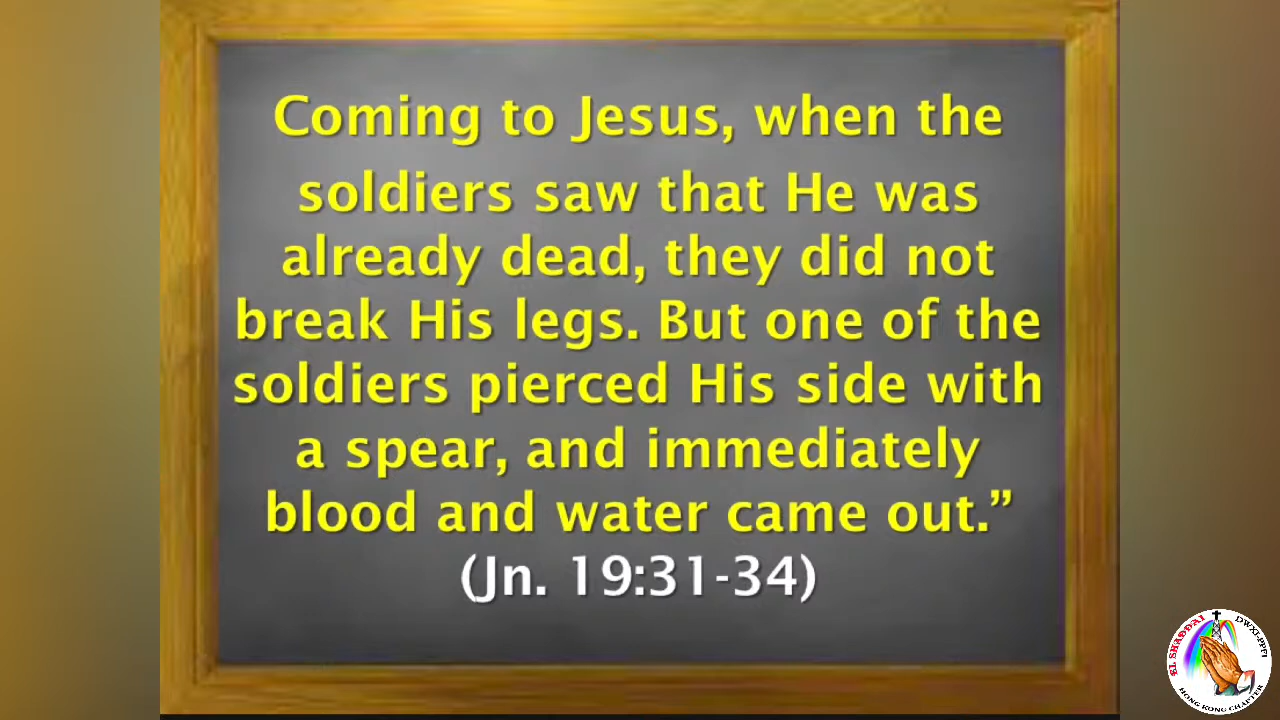 Coming to Jesus, when the
soldiers saw that He was
already dead, they did not
break His legs. But one of the
soldiers pierced His side with
a spear, and immediately
blood and water came out.”
(Jn. 19:31-34)
EL SHADDAI
DWXI-PPFI
HONG KONG CHAPTER